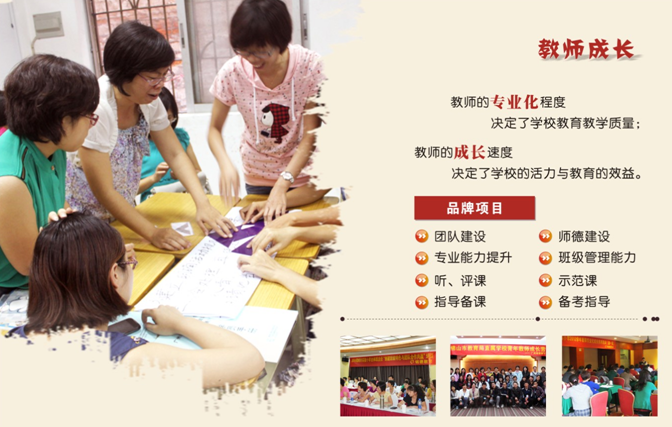 教师成长
教师的专业化程度
决定了学校教育教学质量；
教师的成长速度
决定了学校的活力与教育的效益。
品牌项目
团队建设
师德建设
专业能力提升
班级管理能力
听、评课
示范课
指导备课
备考指导